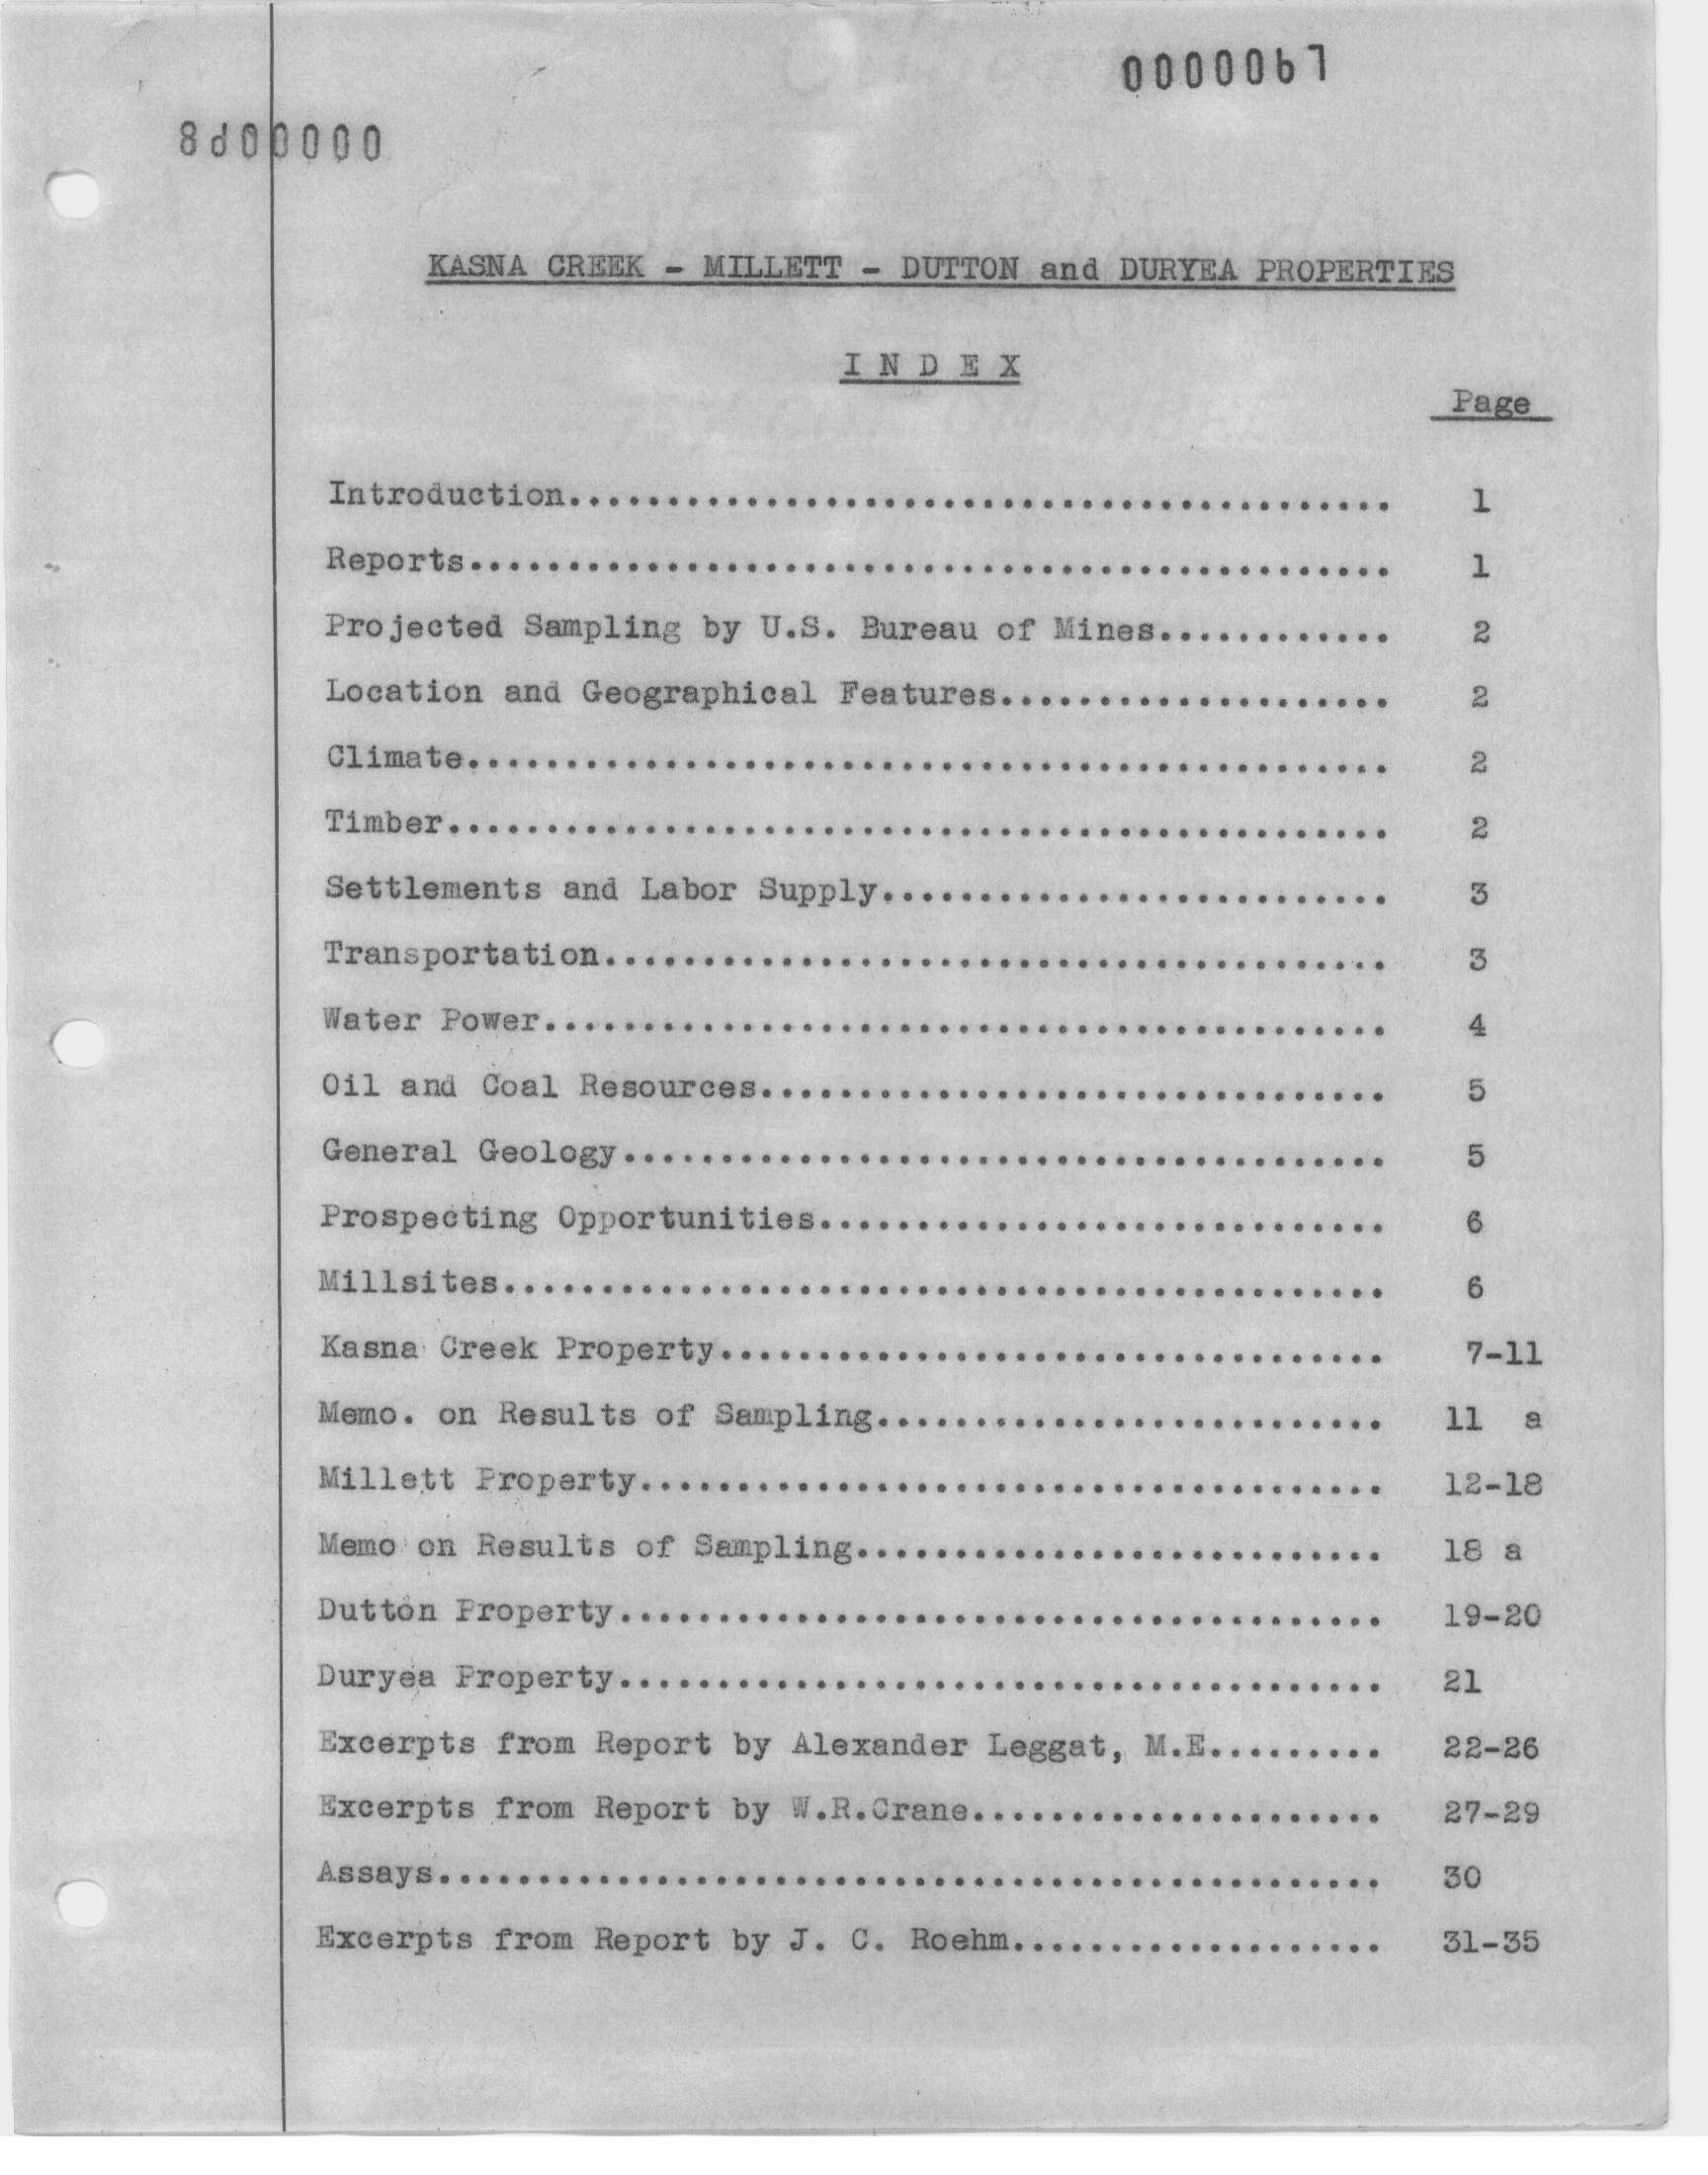 0000067
0000068
KASNA CREEK - MILLETT - DUTTON and DURYEA PROPERTIES
I N D E X
Page
Introduction.......................................... 1
Reports............................................... 1
Projected Sampling by U.S. Bureau of Mines............ 2
Location and Geographical Features.................... 2
Climate............................................... 2
Timber................................................ 2
Settlements and Labor Supply.......................... 3
Transportation........................................ 3
Water Power........................................... 4
Oil and Coal Resources................................ 5
General Geology....................................... 5
Prospecting Opportunities............................. 6
Millsites............................................. 6
Kasna Creek Property.................................. 7-11
Memo. on Results of Sampling.......................... 11 a
Millett Property...................................... 12-18
Memo on Results of Sampling........................... 18 a
Dutton Property....................................... 19-20
Duryea Property....................................... 21
Excerpts from Report by Alexander Leggat, M.E......... 22-26
Excerpts from Report by W.R.Crane..................... 27-29
Assays................................................ 30
Excerpts from Report by J. C. Roehm................... 31-35